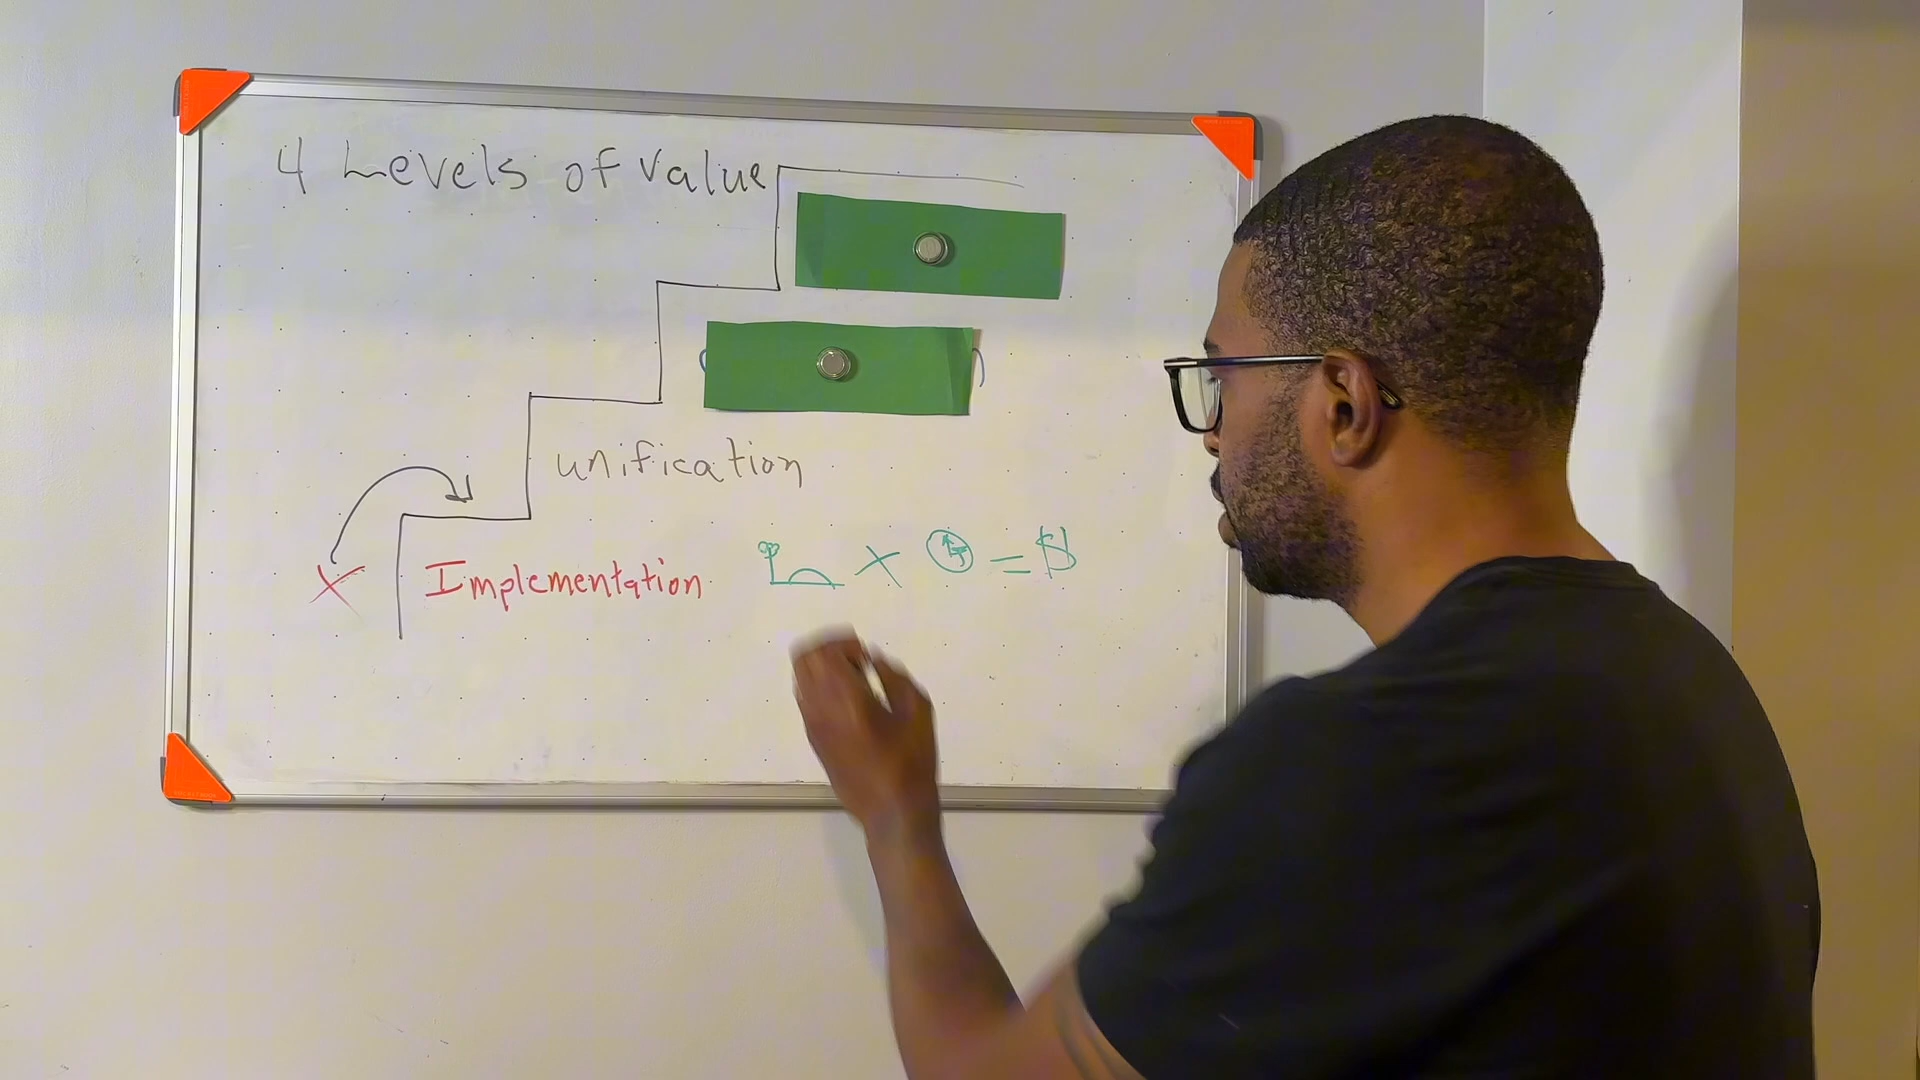 4 Levels of value
unification
X Implementation × = $